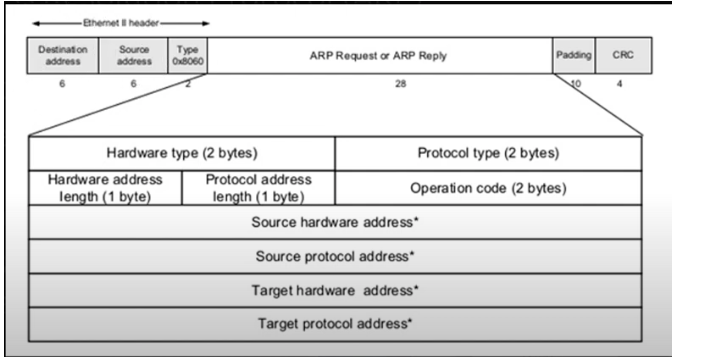 Ethernet II header
Destination
address
Source
address
Type
0x8060
ARP Request or ARP Reply
Padding
CRC
6
6
2
28
10
4
Hardware type (2 bytes)
Protocol type (2 bytes)
Hardware address
length (1 byte)
Protocol address
length (1 byte)
Operation code (2 bytes)
Source hardware address*
Source protocol address*
Target hardware address*
Target protocol address*